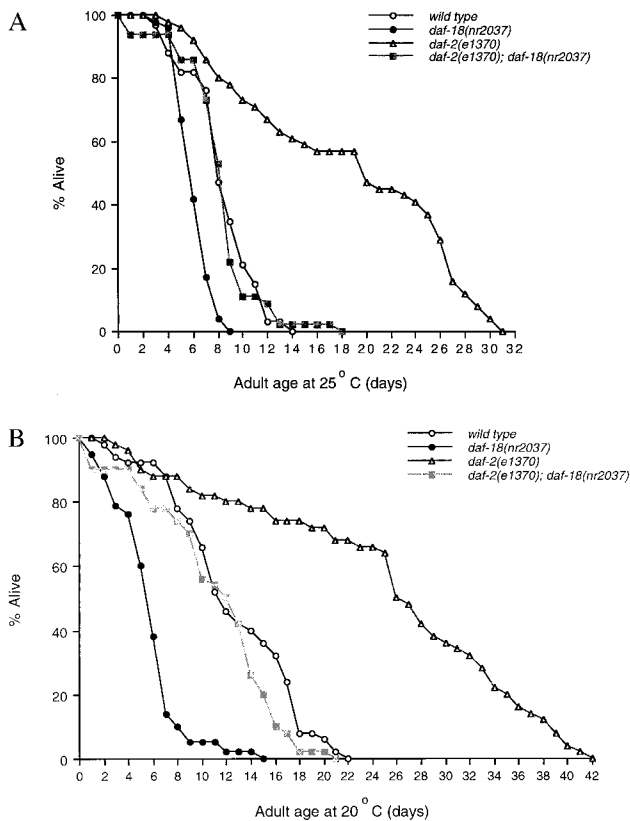 A
wild type
daf-18(nr2037)
daf-2(e1370)
daf-2(e1370); daf-18(nr2037)
100
80
60
40
20
0
% Alive
0 2 4 6 8 10 12 14 16 18 20 22 24 26 28 30 32
Adult age at 25° C (days)
B
wild type
daf-18(nr2037)
daf-2(e1370)
daf-2(e1370); daf-18(nr2037)
100
80
60
40
20
0
% Alive
0 2 4 6 8 10 12 14 16 18 20 22 24 26 28 30 32 34 36 38 40 42
Adult age at 20° C (days)